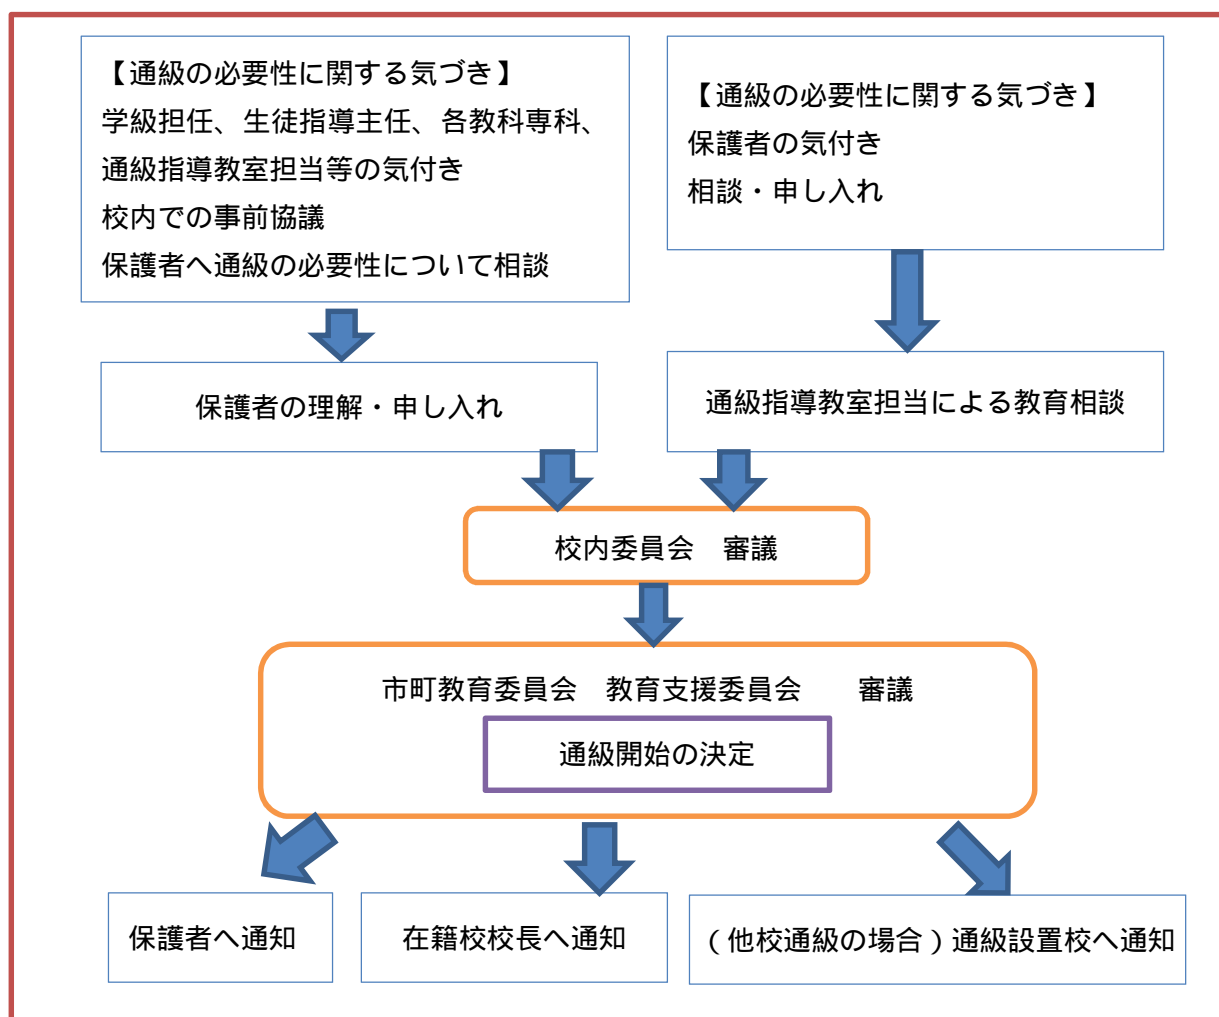 【通級の必要性に関する気づき】
学級担任、生徒指導主任、各教科専科、
通級指導教室担当等の気付き
校内での事前協議
保護者へ通級の必要性について相談
【通級の必要性に関する気づき】
保護者の気付き
相談・申し入れ
保護者の理解・申し入れ
通級指導教室担当による教育相談
校内委員会　審議
市町教育委員会　教育支援委員会　　審議
通級開始の決定
保護者へ通知
在籍校校長へ通知
（他校通級の場合）通級設置校へ通知